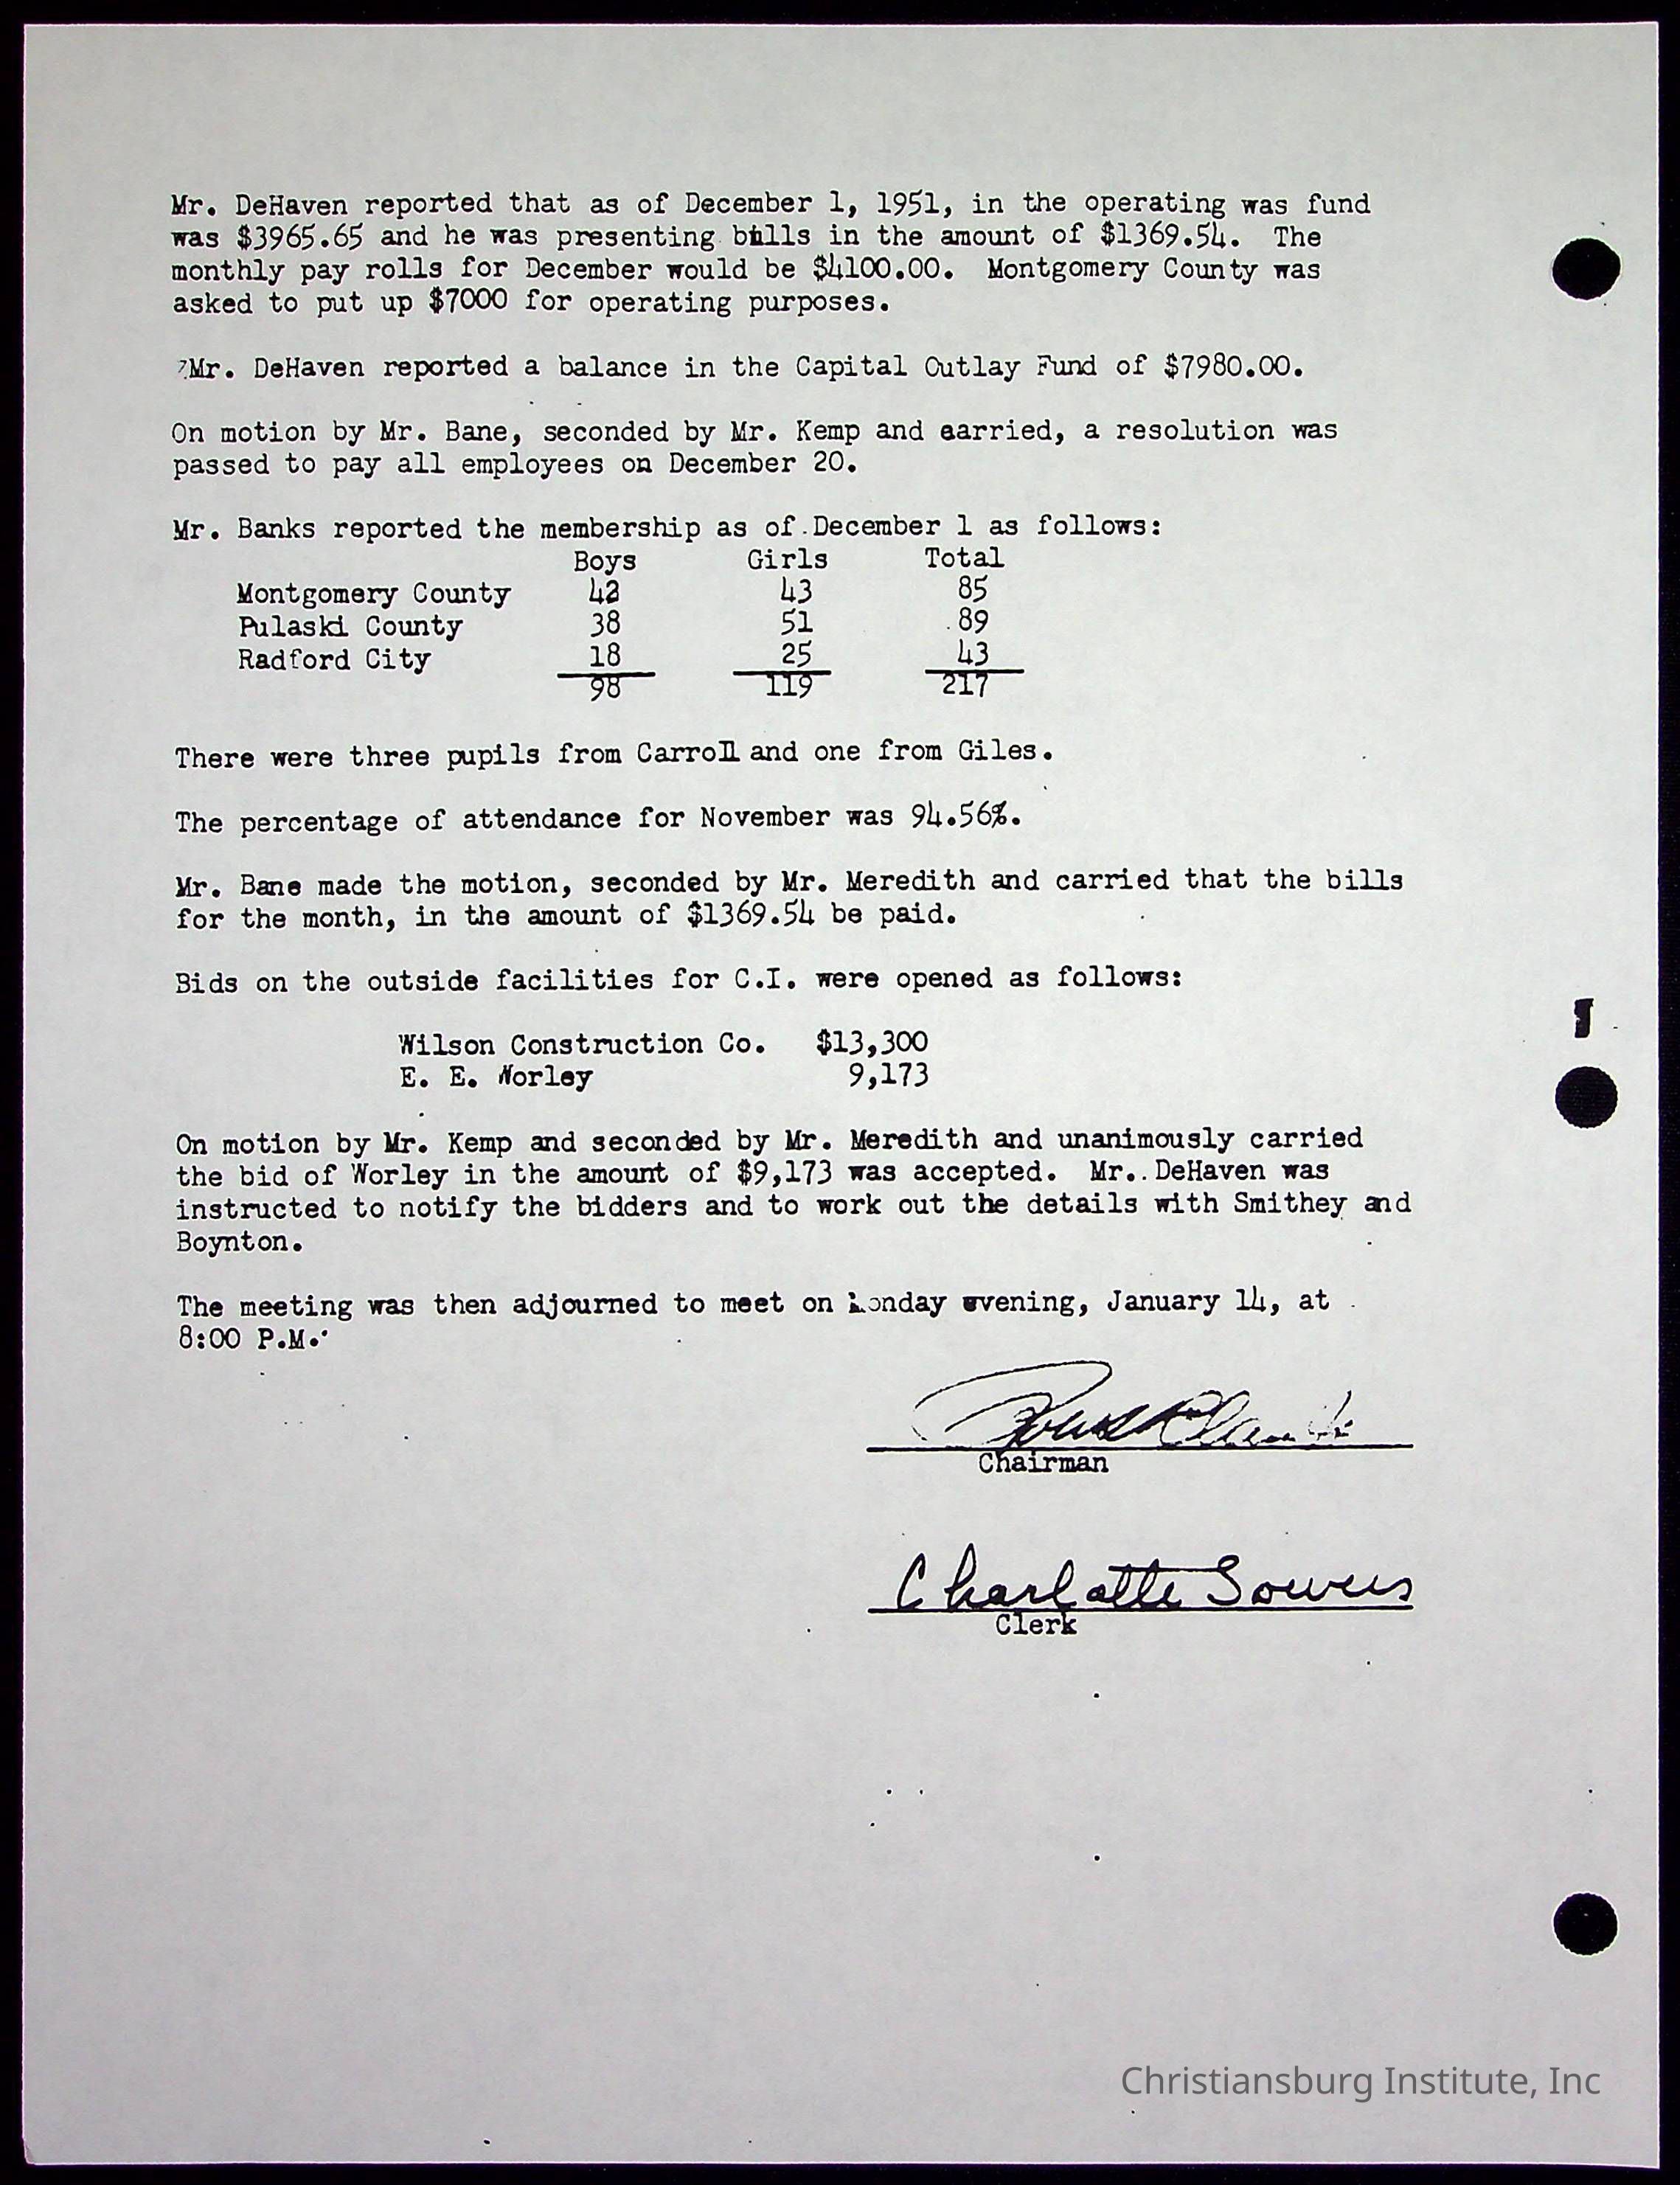 Mr. DeHaven reported that as of December 1, 1951, in the operating was fund
was $3965.65 and he was presenting bills in the amount of $1369.54. The
monthly pay rolls for December would be $4100.00. Montgomery County was
asked to put up $7000 for operating purposes.
Mr. DeHaven reported a balance in the Capital Outlay Fund of $7980.00.
On motion by Mr. Bane, seconded by Mr. Kemp and earried, a resolution was
passed to pay all employees on December 20.
Mr. Banks reported the membership as of December 1 as follows:
Boys Girls Total
Montgomery County 42 43 85
Pulaski County 38 51 89
Radford City 18 25 43
98 119 217
There were three pupils from Carroll and one from Giles.
The percentage of attendance for November was 94.56%.
Mr. Bane made the motion, seconded by Mr. Meredith and carried that the bills
for the month, in the amount of $1369.54 be paid.
Bids on the outside facilities for C.I. were opened as follows:
Wilson Construction Co. $13,300
E. E. Worley 9,173
On motion by Mr. Kemp and seconded by Mr. Meredith and unanimously carried
the bid of Worley in the amount of $9,173 was accepted. Mr. DeHaven was
instructed to notify the bidders and to work out the details with Smithey and
Boynton.
The meeting was then adjourned to meet on Monday evening, January 14, at
8:00 P.M.
Chairman
Charlotte Sowers
Clerk
Christiansburg Institute, Inc